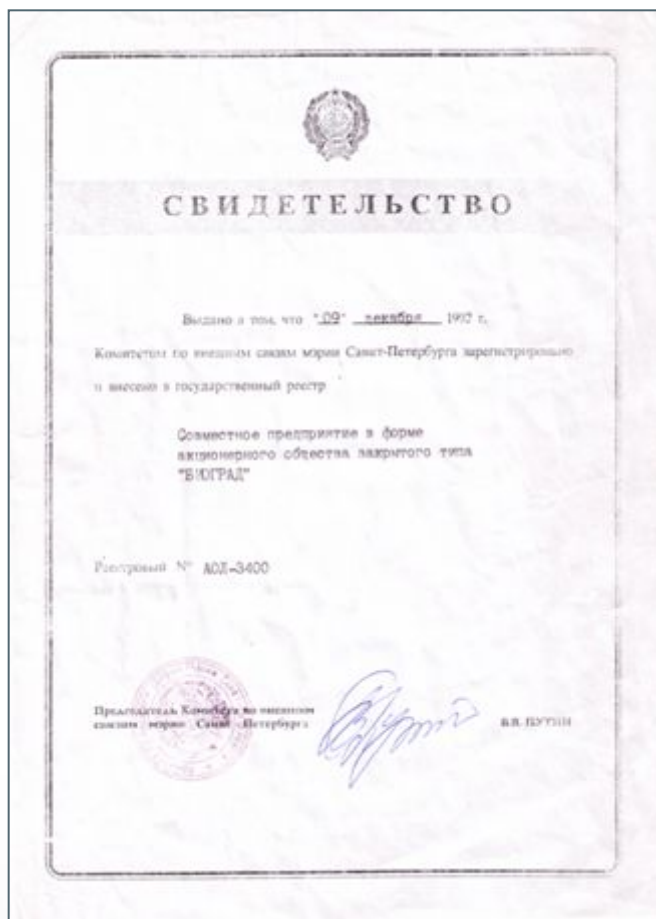 СВИДЕТЕЛЬСТВО
Выдано в том, что "09" декабря 1992 г.
Комитетом по внешним связям мэрии Санкт-Петербурга зарегистрировано
и внесено в государственный реестр
Совместное предприятие в форме
акционерного общества закрытого типа
"БИОГРАД"
Реестровый № АОЛ-3400
Председатель Комитета по внешним
связям мэрии Санкт Петербурга
В.В. ПУТИН